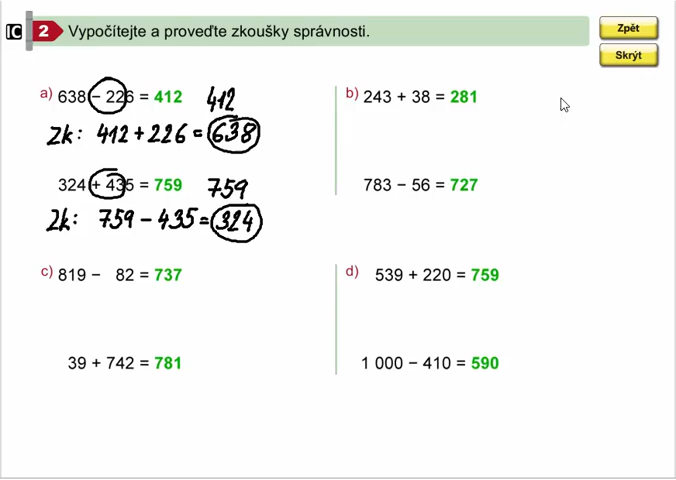 IC 2 Vypočítejte a proveďte zkoušky správnosti.
Zpět
Skrýt
a) 638 − 226 = 412 412
Zk: 412 + 226 = 638
324 + 435 = 759 759
Zk: 759 − 435 = 324
b) 243 + 38 = 281
783 − 56 = 727
c) 819 − 82 = 737
39 + 742 = 781
d) 539 + 220 = 759
1 000 − 410 = 590